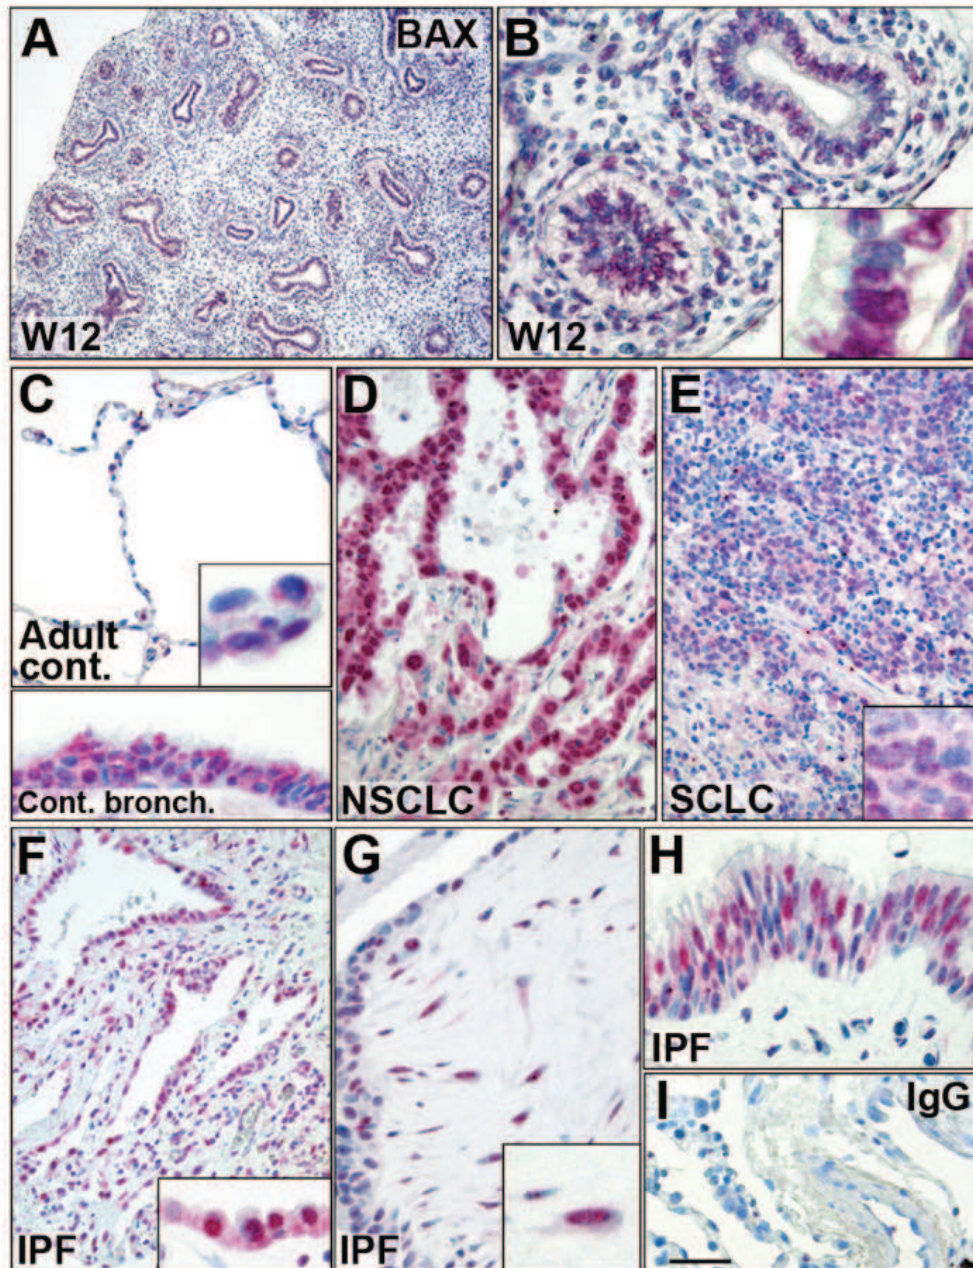 A
BAX
W12
B
W12
C
Adult
cont.
Cont. bronch.
D
NSCLC
E
SCLC
F
IPF
G
IPF
H
IPF
I
IgG